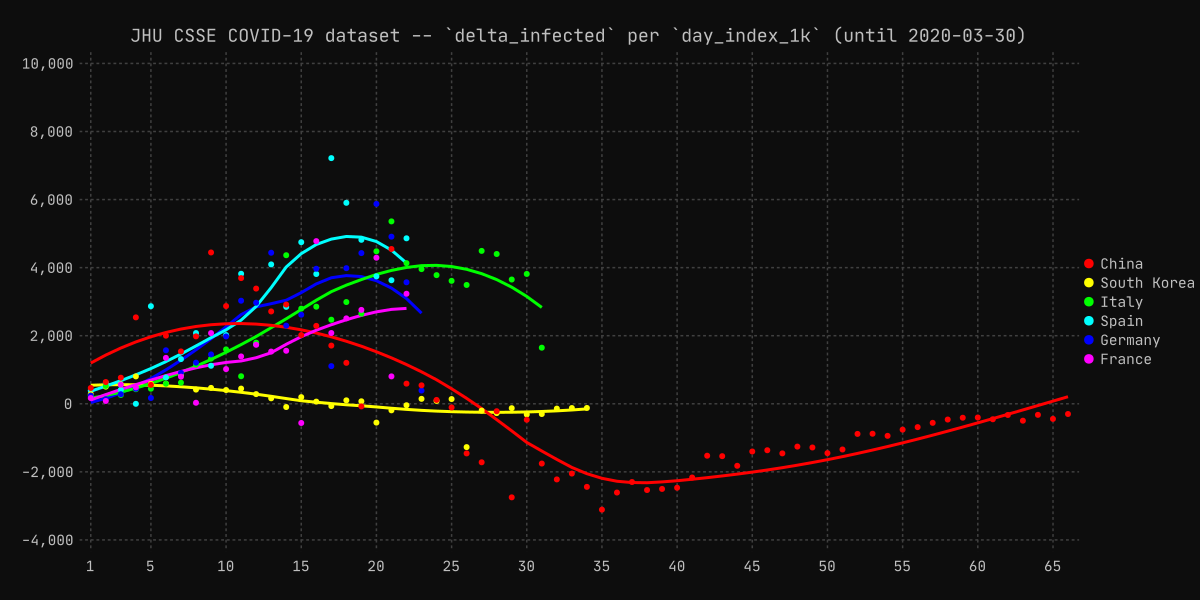 JHU CSSE COVID-19 dataset -- `delta_infected` per `day_index_1k` (until 2020-03-30)
10,000
8,000
6,000
4,000
2,000
0
-2,000
-4,000
1 5 10 15 20 25 30 35 40 45 50 55 60 65
China
South Korea
Italy
Spain
Germany
France